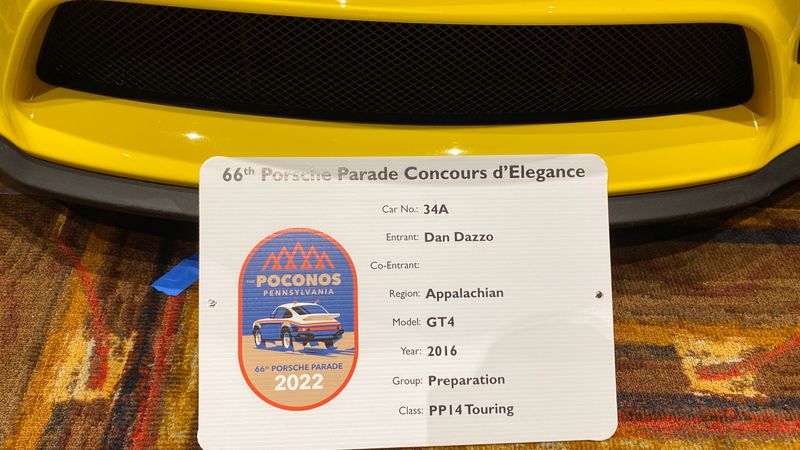 66th Porsche Parade Concours d'Elegance
Car No.: 34A
Entrant: Dan Dazzo
Co-Entrant:
Region: Appalachian
Model: GT4
Year: 2016
Group: Preparation
Class: PP14 Touring
THE POCONOS
PENNSYLVANIA
66TH PORSCHE PARADE
2022